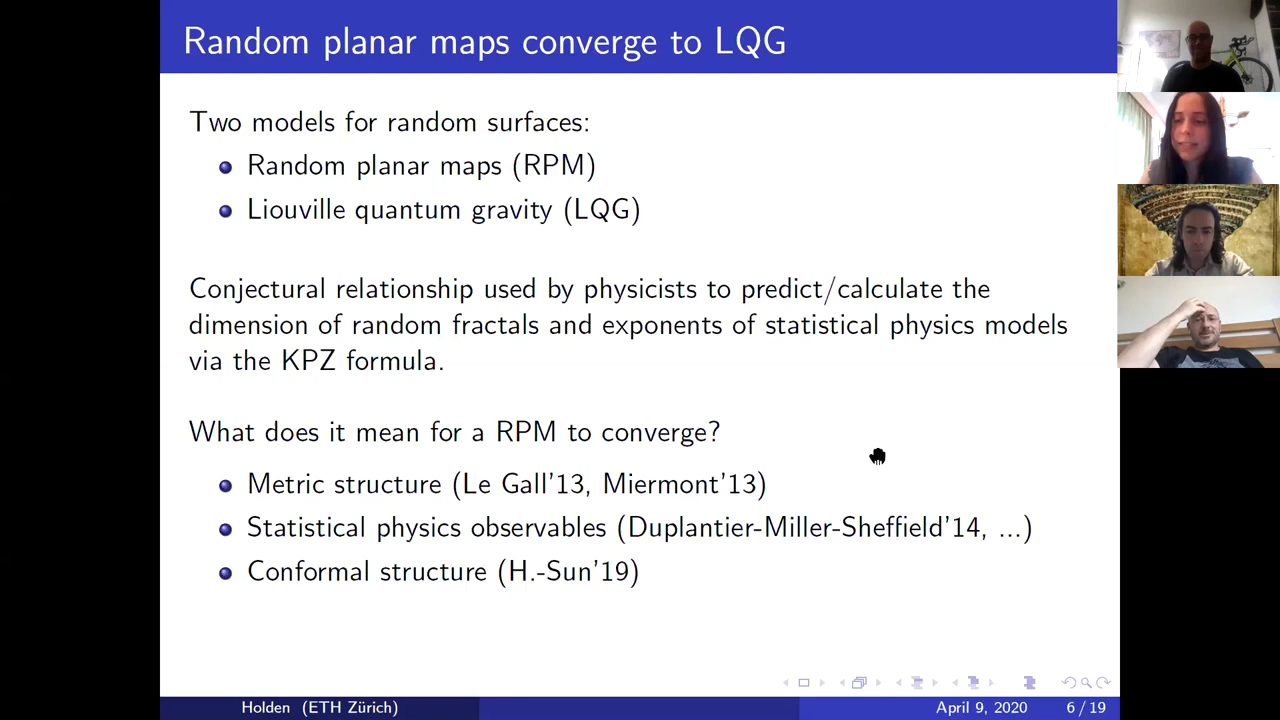 Random planar maps converge to LQG
Two models for random surfaces:
Random planar maps (RPM)
Liouville quantum gravity (LQG)
Conjectural relationship used by physicists to predict/calculate the
dimension of random fractals and exponents of statistical physics models
via the KPZ formula.
What does it mean for a RPM to converge?
Metric structure (Le Gall'13, Miermont'13)
Statistical physics observables (Duplantier-Miller-Sheffield'14, ...)
Conformal structure (H.-Sun'19)
Holden (ETH Zürich)
April 9, 2020
6 / 19